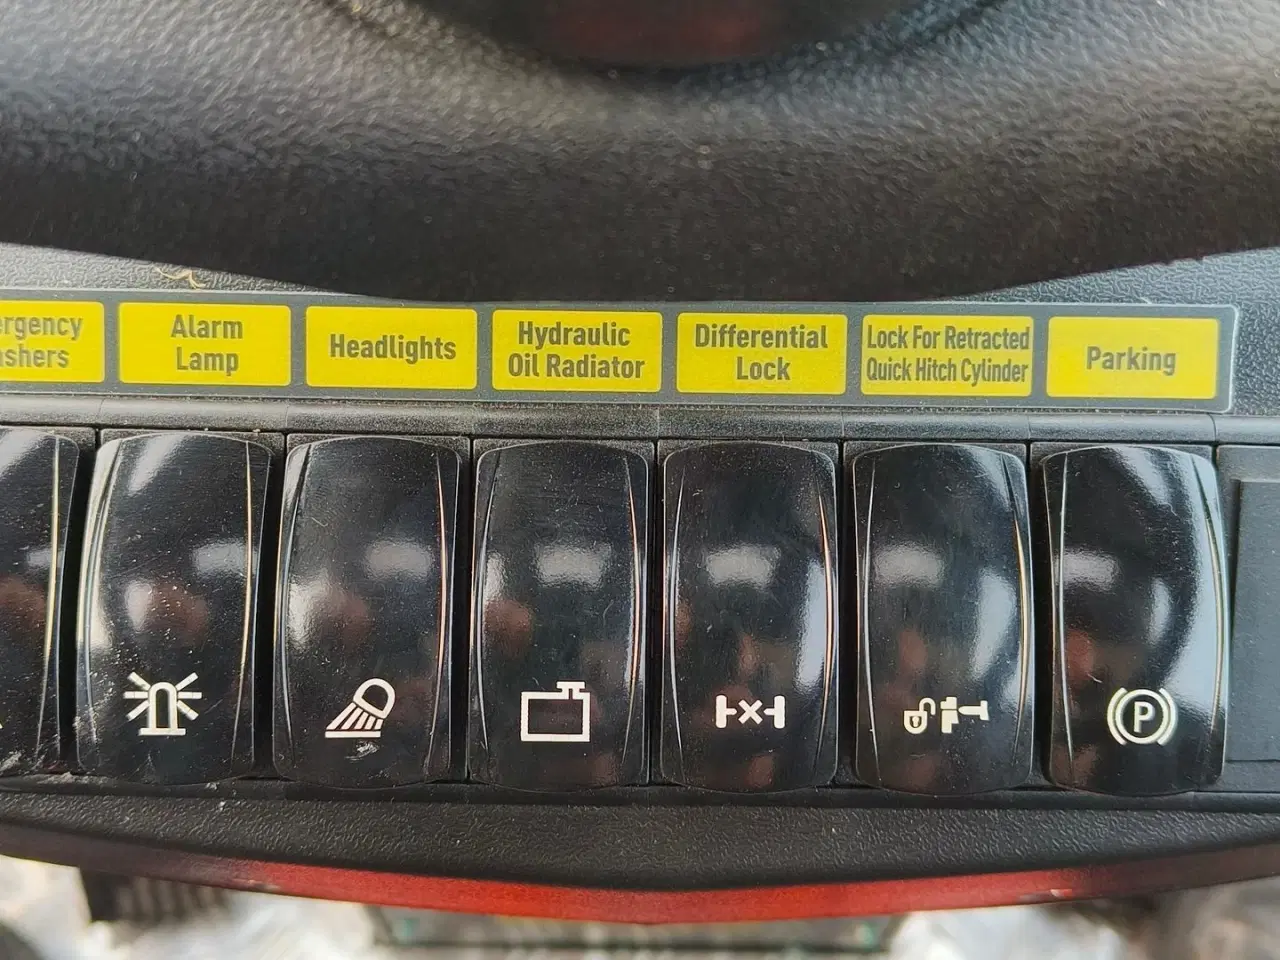 ergency
ashers
Alarm
Lamp
Headlights
Hydraulic
Oil Radiator
Differential
Lock
Lock For Retracted
Quick Hitch Cylinder
Parking
P